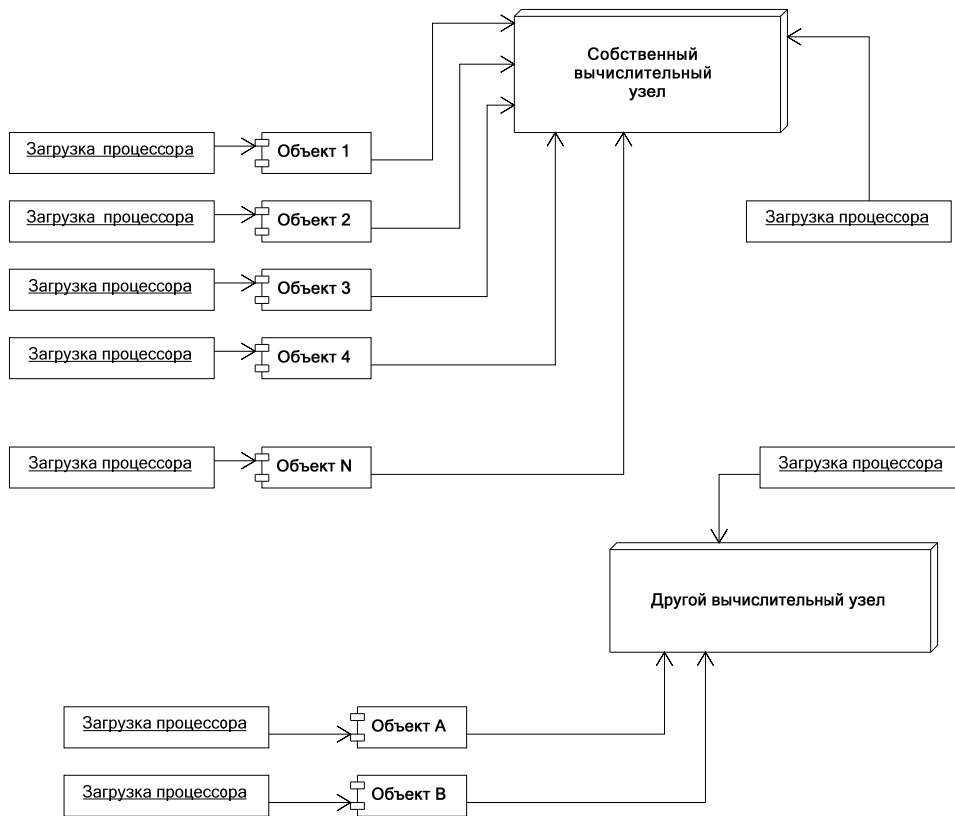 Собственный
вычислительный
узел
Загрузка процессора
Объект 1
Загрузка процессора
Объект 2
Загрузка процессора
Загрузка процессора
Объект 3
Загрузка процессора
Объект 4
Загрузка процессора
Объект N
Загрузка процессора
Другой вычислительный узел
Загрузка процессора
Объект A
Загрузка процессора
Объект B